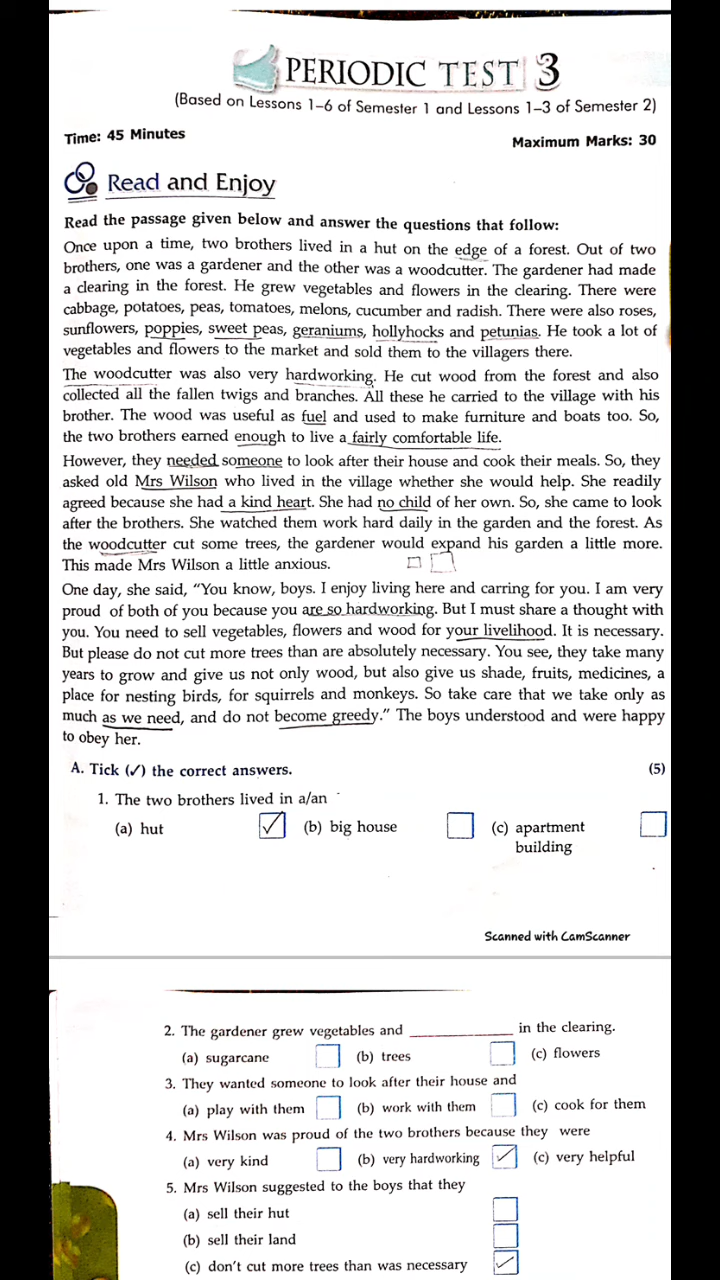 PERIODIC TEST 3
(Based on Lessons 1–6 of Semester 1 and Lessons 1–3 of Semester 2)
Time: 45 Minutes
Maximum Marks: 30
Read and Enjoy
Read the passage given below and answer the questions that follow:
Once upon a time, two brothers lived in a hut on the edge of a forest. Out of two
brothers, one was a gardener and the other was a woodcutter. The gardener had made
a clearing in the forest. He grew vegetables and flowers in the clearing. There were
cabbage, potatoes, peas, tomatoes, melons, cucumber and radish. There were also roses,
sunflowers, poppies, sweet peas, geraniums, hollyhocks and petunias. He took a lot of
vegetables and flowers to the market and sold them to the villagers there.
The woodcutter was also very hardworking. He cut wood from the forest and also
collected all the fallen twigs and branches. All these he carried to the village with his
brother. The wood was useful as fuel and used to make furniture and boats too. So,
the two brothers earned enough to live a fairly comfortable life.
However, they needed someone to look after their house and cook their meals. So, they
asked old Mrs Wilson who lived in the village whether she would help. She readily
agreed because she had a kind heart. She had no child of her own. So, she came to look
after the brothers. She watched them work hard daily in the garden and the forest. As
the woodcutter cut some trees, the gardener would expand his garden a little more.
This made Mrs Wilson a little anxious.
One day, she said, “You know, boys. I enjoy living here and carring for you. I am very
proud of both of you because you are so hardworking. But I must share a thought with
you. You need to sell vegetables, flowers and wood for your livelihood. It is necessary.
But please do not cut more trees than are absolutely necessary. You see, they take many
years to grow and give us not only wood, but also give us shade, fruits, medicines, a
place for nesting birds, for squirrels and monkeys. So take care that we take only as
much as we need, and do not become greedy.” The boys understood and were happy
to obey her.
A. Tick (✓) the correct answers. (5)
1. The two brothers lived in a/an
(a) hut ✓ (b) big house (c) apartment
building
Scanned with CamScanner
2. The gardener grew vegetables and ____________ in the clearing.
(a) sugarcane (b) trees (c) flowers
3. They wanted someone to look after their house and
(a) play with them (b) work with them (c) cook for them
4. Mrs Wilson was proud of the two brothers because they were
(a) very kind (b) very hardworking ✓ (c) very helpful
5. Mrs Wilson suggested to the boys that they
(a) sell their hut
(b) sell their land
(c) don’t cut more trees than was necessary ✓